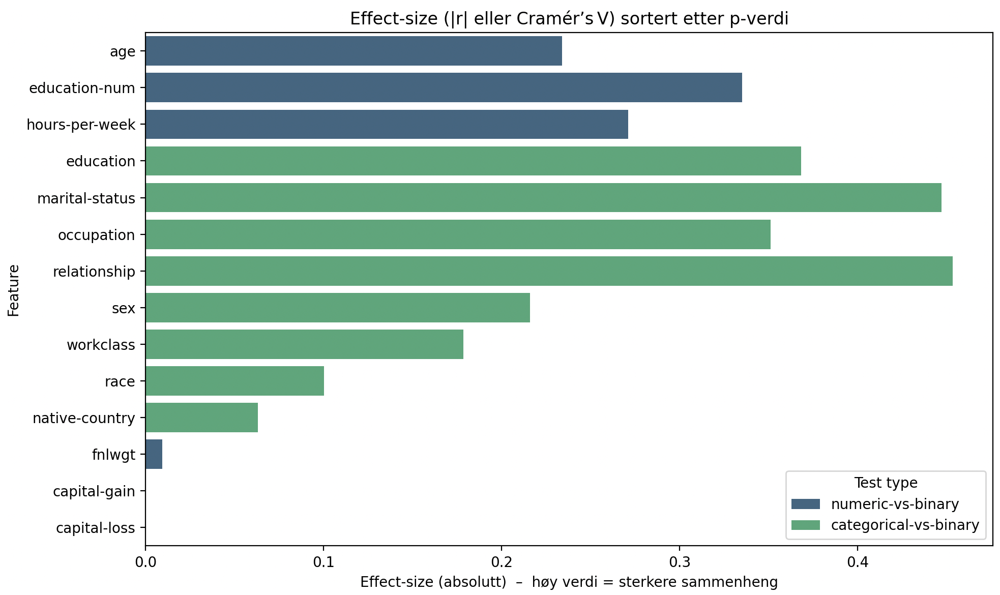 Effect-size (|r| eller Cramér’s V) sortert etter p-verdi
Feature
age
education-num
hours-per-week
education
marital-status
occupation
relationship
sex
workclass
race
native-country
fnlwgt
capital-gain
capital-loss
Test type
numeric-vs-binary
categorical-vs-binary
0.0 0.1 0.2 0.3 0.4
Effect-size (absolutt) – høy verdi = sterkere sammenheng